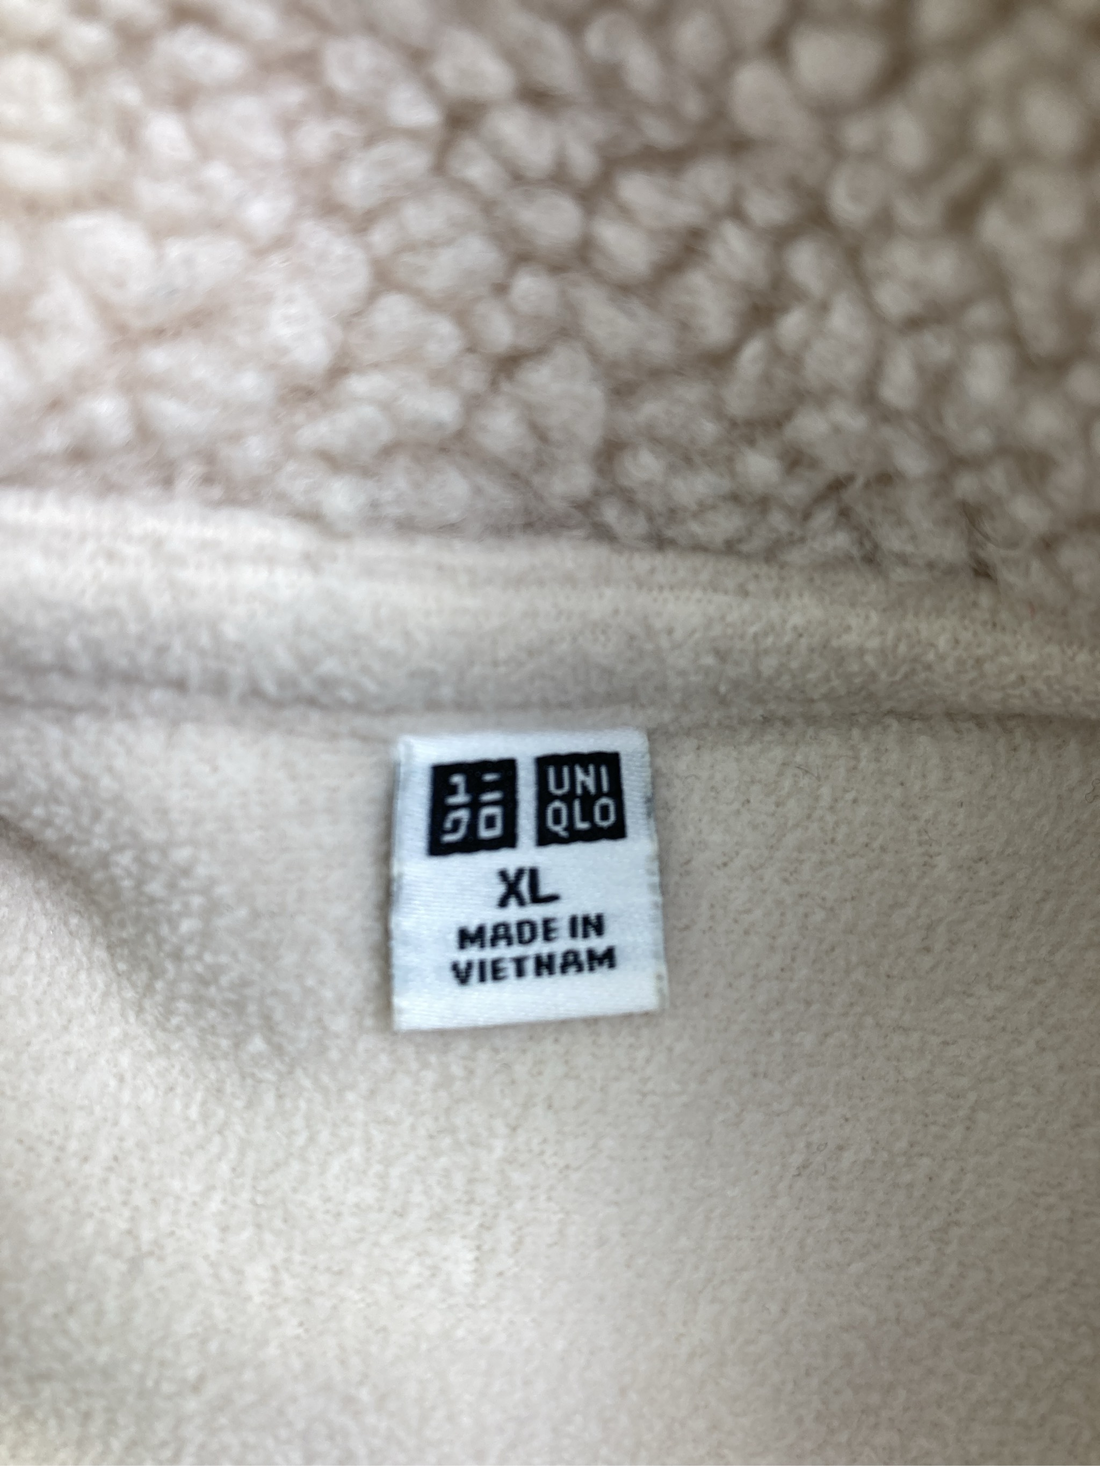 ユニ
クロ
UNI
QLO
XL
MADE IN
VIETNAM